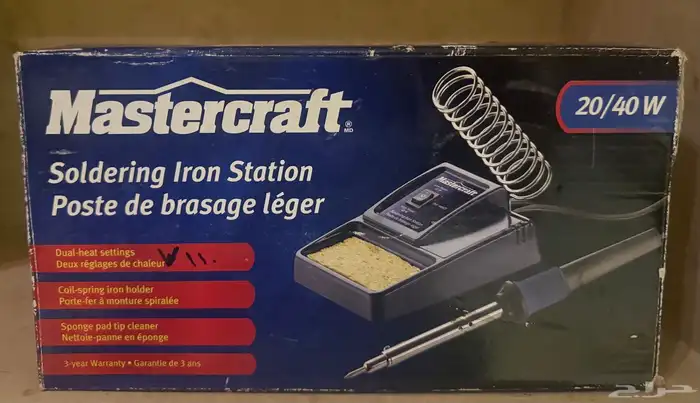 Mastercraft
MD
20/40 W
Soldering Iron Station
Poste de brasage léger
Mastercraft
Dual-heat settings
Deux réglages de chaleur
Coil-spring iron holder
Porte-fer à monture spiralée
Sponge pad tip cleaner
Nettoie-panne en éponge
3-year Warranty • Garantie de 3 ans
حراج